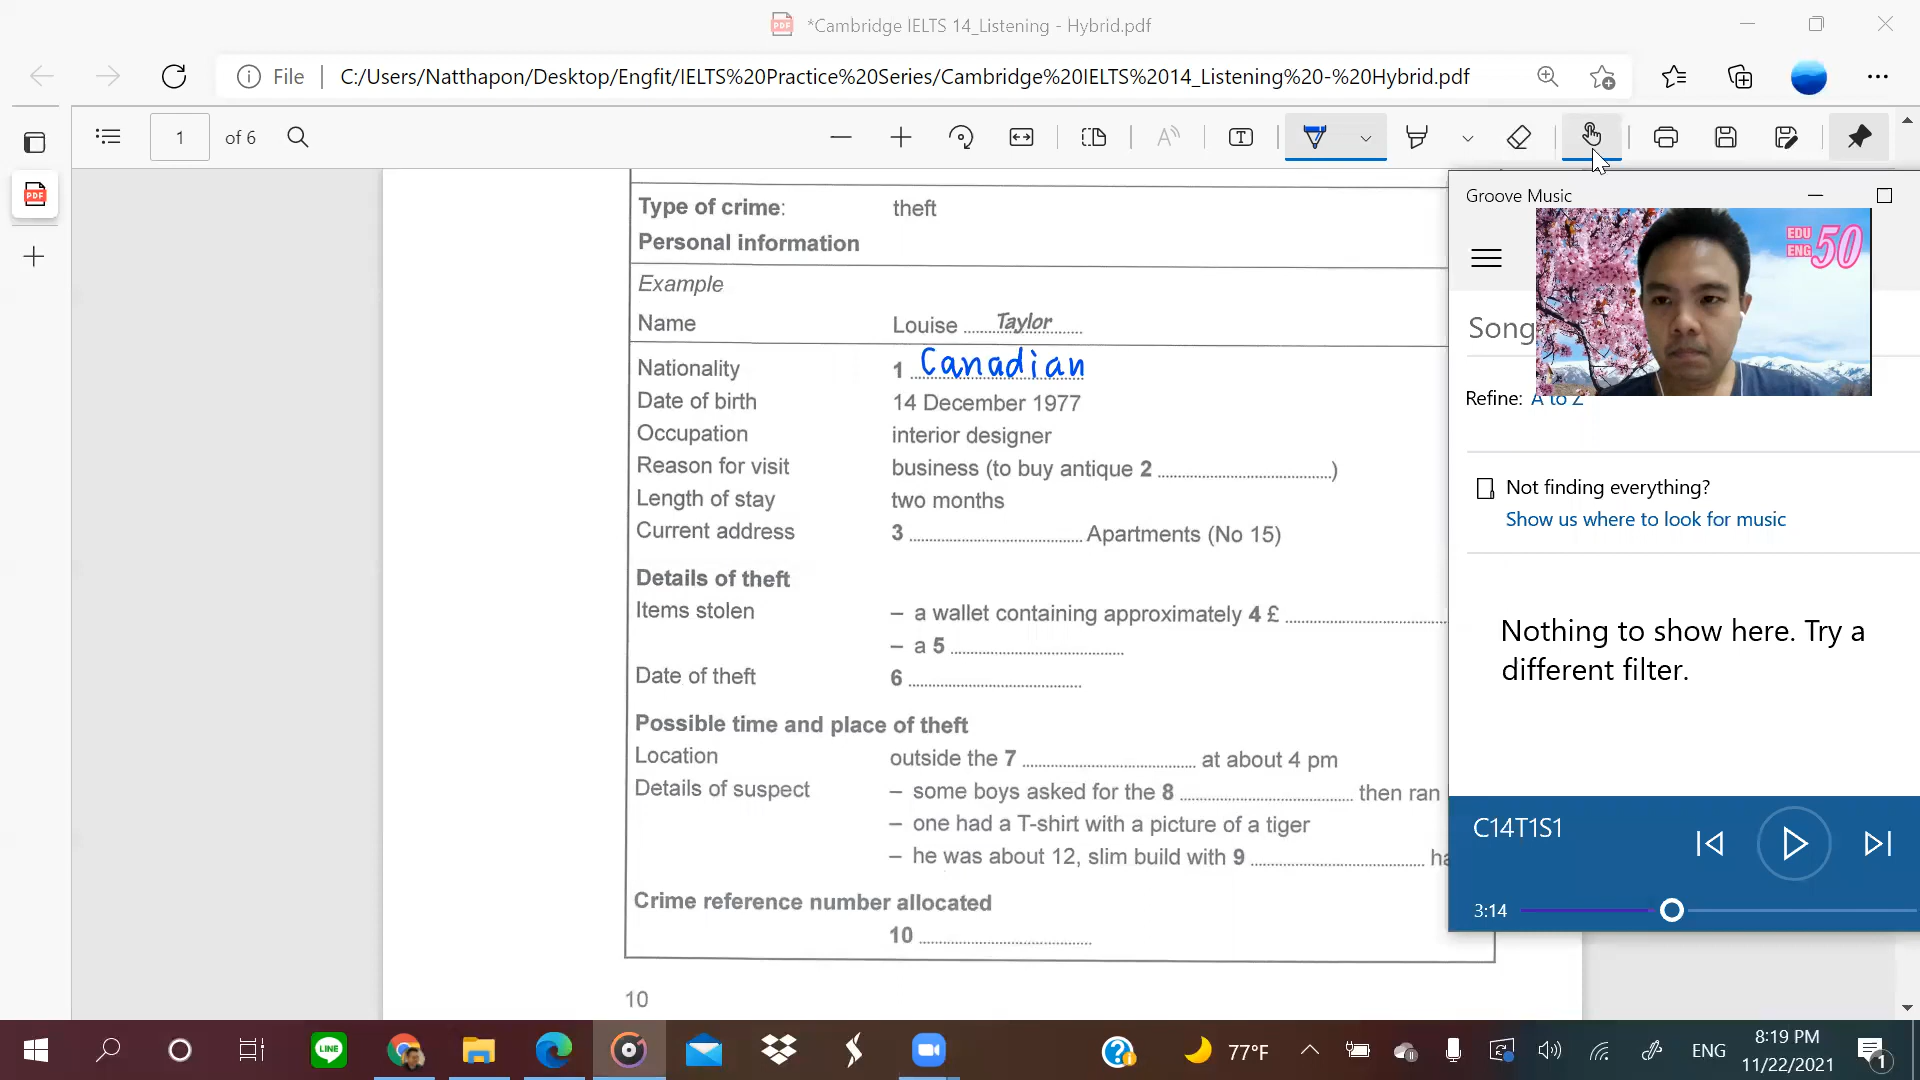 *Cambridge IELTS 14_Listening - Hybrid.pdf
File
C:/Users/Natthapon/Desktop/Engfit/IELTS%20Practice%20Series/Cambridge%20IELTS%2014_Listening%20-%20Hybrid.pdf
1 of 6
Type of crime: theft
Personal information
Example
Name Louise Taylor
Nationality 1 Canadian
Date of birth 14 December 1977
Occupation interior designer
Reason for visit business (to buy antique 2 ..............................)
Length of stay two months
Current address 3 .............................. Apartments (No 15)
Details of theft
Items stolen – a wallet containing approximately 4 £ ..............................
– a 5 ..............................
Date of theft 6 ..............................
Possible time and place of theft
Location outside the 7 .............................. at about 4 pm
Details of suspect – some boys asked for the 8 .............................. then ran
– one had a T-shirt with a picture of a tiger
– he was about 12, slim build with 9 .............................. ha
Crime reference number allocated
10 ..............................
10
Groove Music
EDU
ENG 50
Song
Refine: A to Z
Not finding everything?
Show us where to look for music
Nothing to show here. Try a
different filter.
C14T1S1
3:14
LINE
77°F
ENG
8:19 PM
11/22/2021
1